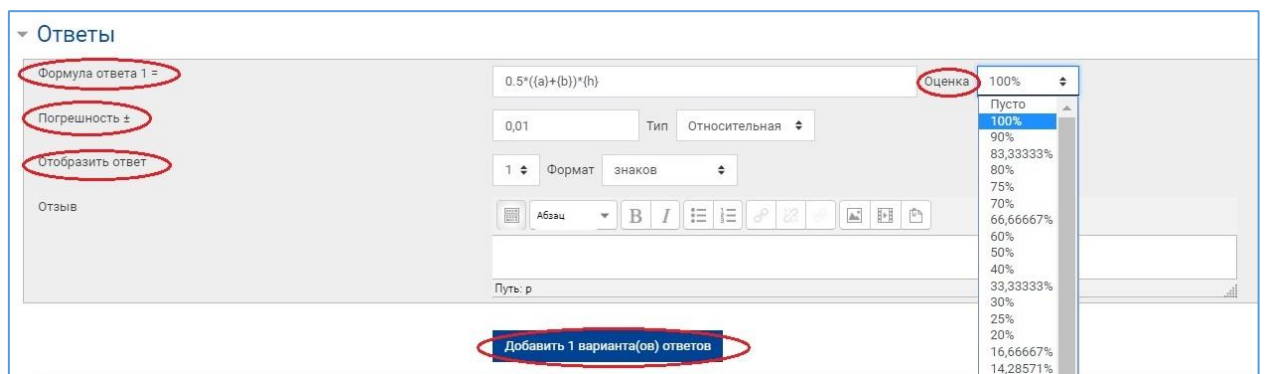 Ответы
Формула ответа 1 = 0.5*({a}+{b})*{h} Оценка 100%
Погрешность ± 0,01 Тип Относительная
Отобразить ответ 1 Формат знаков
Отзыв Абзац B I
Путь: p
Добавить 1 варианта(ов) ответов
Пусто
100%
90%
83,33333%
80%
75%
70%
66,66667%
60%
50%
40%
33,33333%
30%
25%
20%
16,66667%
14,28571%